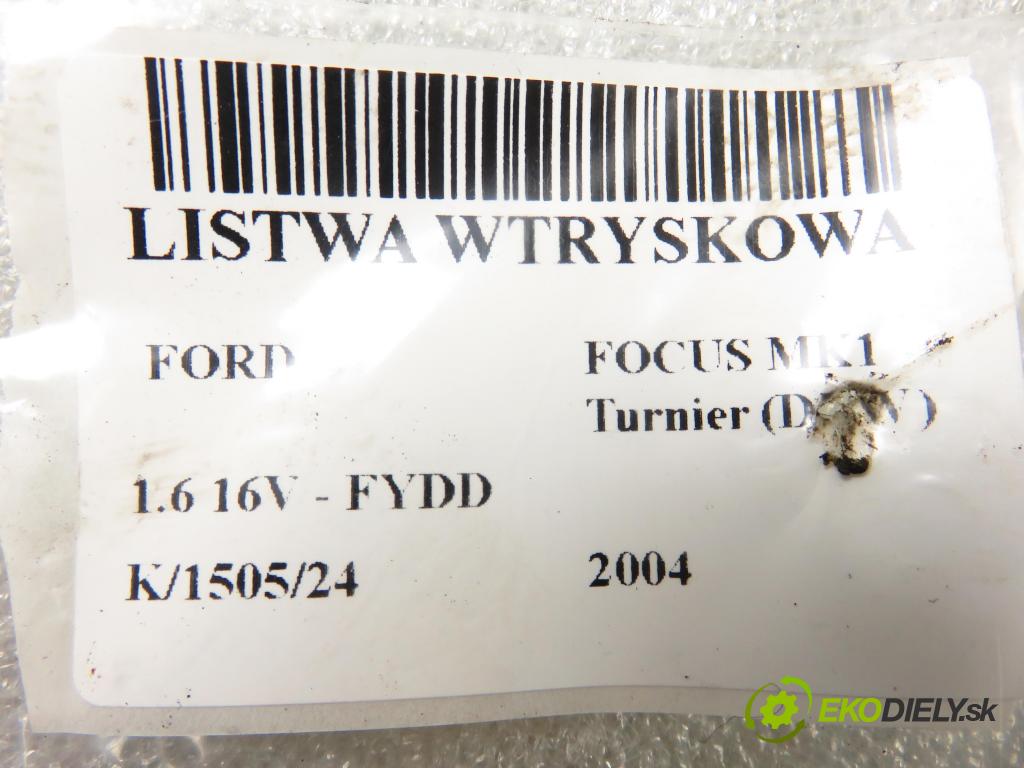 LISTWA WTRYSKOWA
FORD
FOCUS MK1
Turnier
1.6 16V - FYDD
K/1505/24
2004
EKODIELY.sk